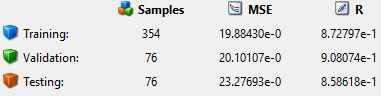 Samples MSE R
Training: 354 19.88430e-0 8.72797e-1
Validation: 76 20.10107e-0 9.08074e-1
Testing: 76 23.27693e-0 8.58618e-1